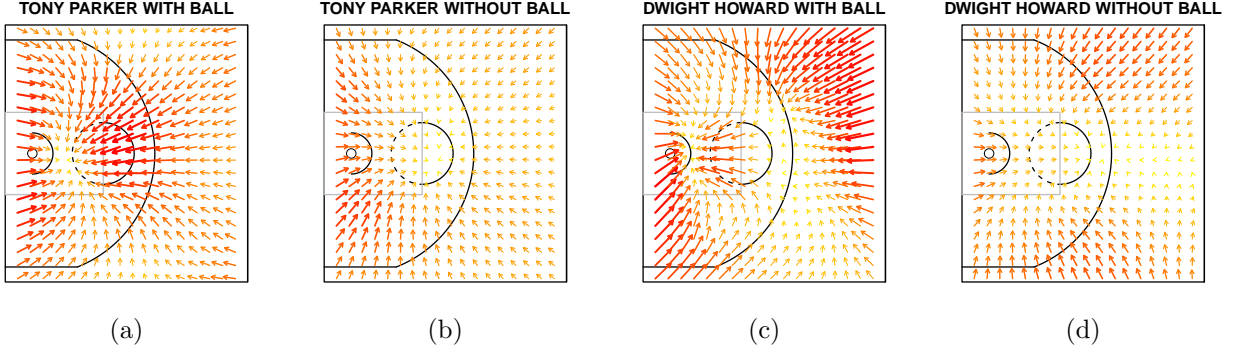 TONY PARKER WITH BALL
TONY PARKER WITHOUT BALL
DWIGHT HOWARD WITH BALL
DWIGHT HOWARD WITHOUT BALL
(a)
(b)
(c)
(d)